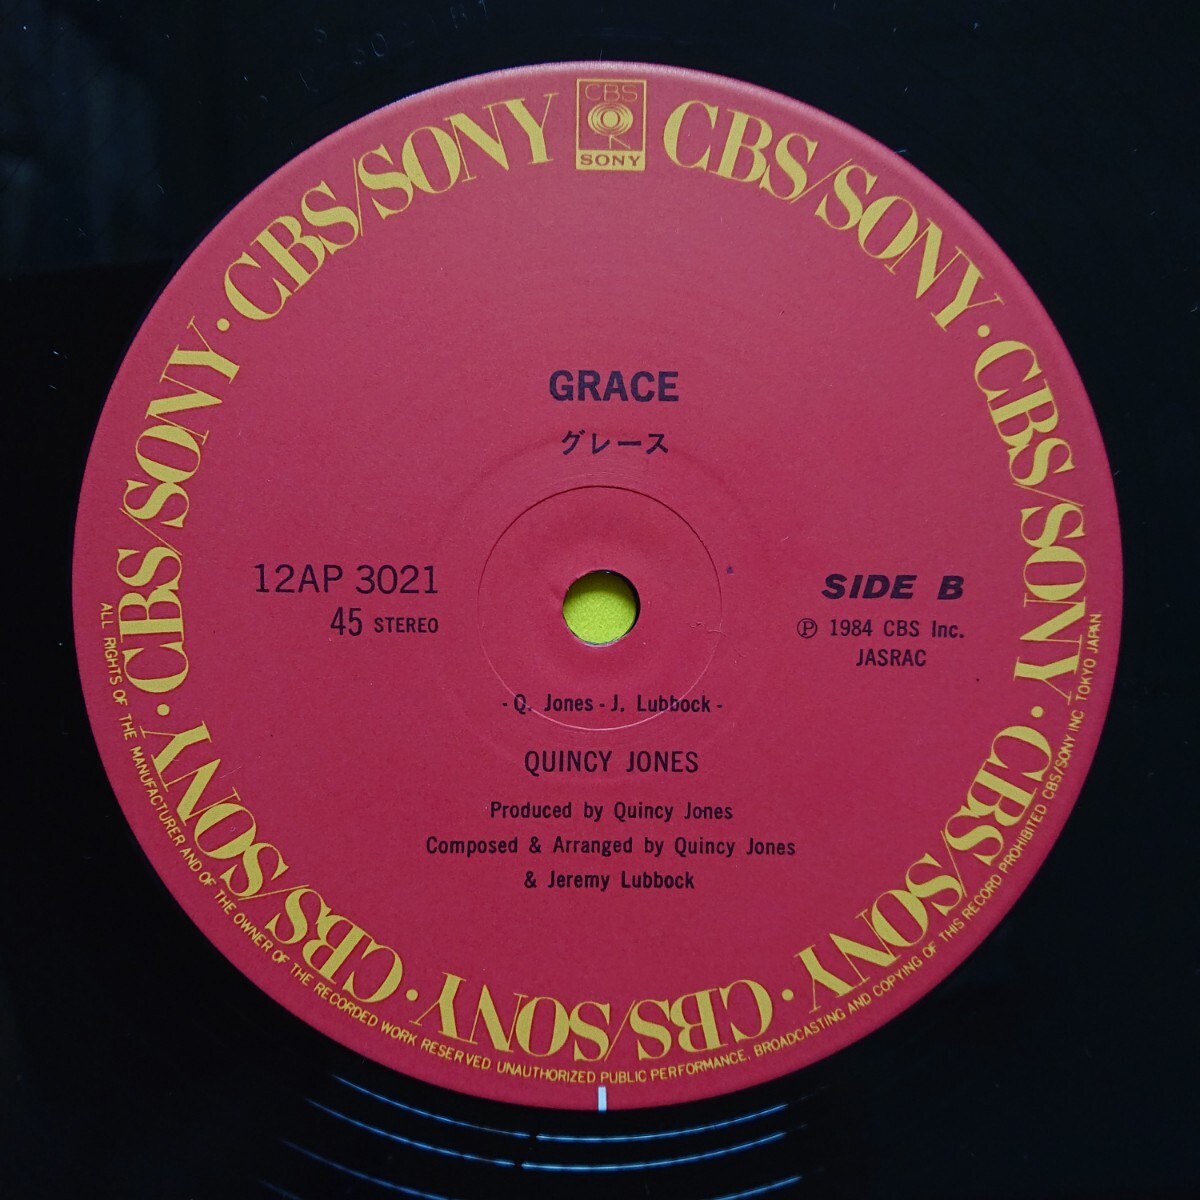 CBS
SONY
CBS/SONY · CBS/SONY · CBS/SONY · CBS/SONY · CBS/SONY · CBS/SONY · CBS/SONY · CBS/SONY
GRACE
グレース
12AP 3021
45 STEREO
SIDE B
Ⓟ 1984 CBS Inc.
JASRAC
- Q. Jones - J. Lubbock -
QUINCY JONES
Produced by Quincy Jones
Composed & Arranged by Quincy Jones
& Jeremy Lubbock
ALL RIGHTS OF THE MANUFACTURER AND OF THE OWNER OF THE RECORDED WORK RESERVED UNAUTHORIZED PUBLIC PERFORMANCE, BROADCASTING AND COPYING OF THIS RECORD PROHIBITED CBS/SONY INC TOKYO JAPAN.